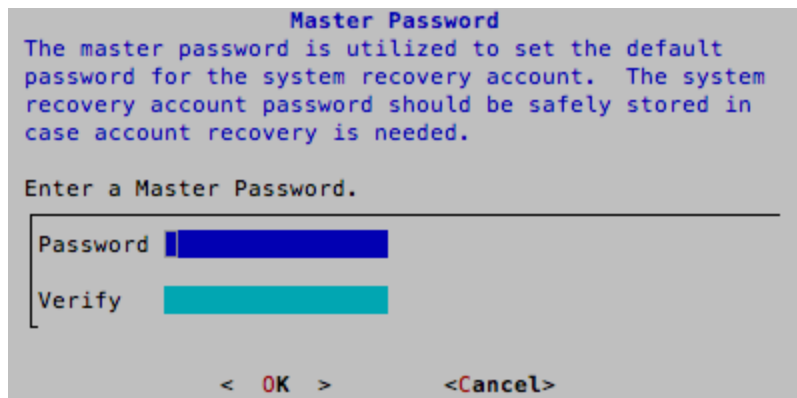 Master Password
The master password is utilized to set the default
password for the system recovery account.  The system
recovery account password should be safely stored in
case account recovery is needed.
Enter a Master Password.
Password
Verify
<  OK  >          <Cancel>